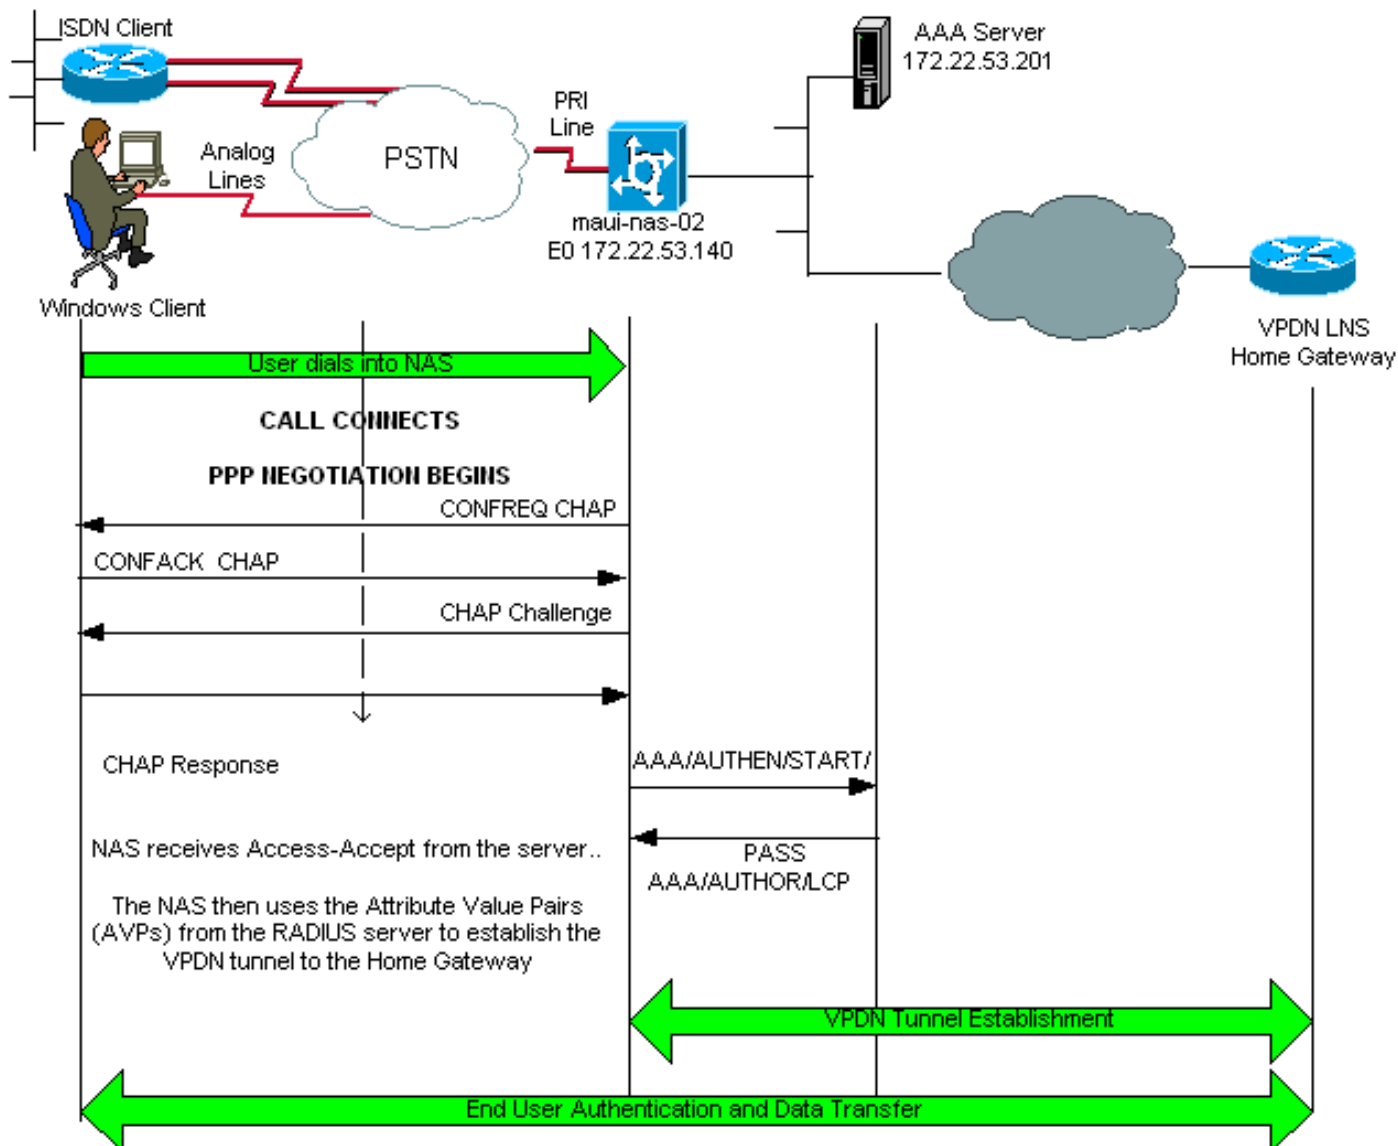 ISDN Client
AAA Server
172.22.53.201
PRI
Line
Analog
Lines
PSTN
maui-nas-02
E0 172.22.53.140
Windows Client
VPDN LNS
Home Gateway
User dials into NAS
CALL CONNECTS
PPP NEGOTIATION BEGINS
CONFREQ CHAP
CONFACK CHAP
CHAP Challenge
CHAP Response
AAA/AUTHEN/START/
NAS receives Access-Accept from the server..
PASS
AAA/AUTHOR/LCP
The NAS then uses the Attribute Value Pairs
(AVPs) from the RADIUS server to establish the
VPDN tunnel to the Home Gateway
VPDN Tunnel Establishment
End User Authentication and Data Transfer